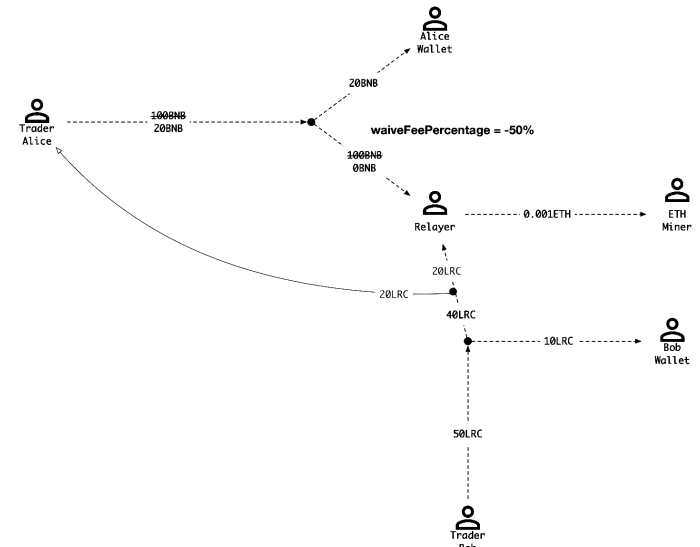 Alice
Wallet
20BNB
100BNB
20BNB
Trader
Alice
waiveFeePercentage = -50%
100BNB
0BNB
Relayer
0.001ETH
ETH
Miner
20LRC
20LRC
40LRC
10LRC
Bob
Wallet
50LRC
Trader
Bob